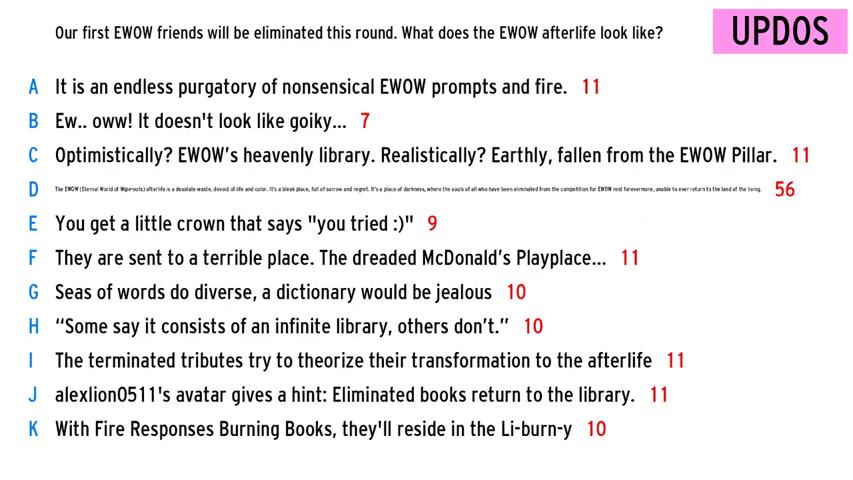 Our first EWOW friends will be eliminated this round. What does the EWOW afterlife look like?
UPDOS
A It is an endless purgatory of nonsensical EWOW prompts and fire. 11
B Ew.. oww! It doesn't look like goiky... 7
C Optimistically? EWOW’s heavenly library. Realistically? Earthly, fallen from the EWOW Pillar. 11
D The EWOW (Eternal World of Wipe-outs) afterlife is a desolate waste, devoid of life and color. It's a bleak place, full of sorrow and regret. It's a place of darkness, where the souls of all who have been eliminated from the competition for EWOW rest forevermore, unable to ever return to the land of the living. 56
E You get a little crown that says "you tried :)" 9
F They are sent to a terrible place. The dreaded McDonald’s Playplace... 11
G Seas of words do diverse, a dictionary would be jealous 10
H “Some say it consists of an infinite library, others don’t.” 10
I The terminated tributes try to theorize their transformation to the afterlife 11
J alexlion0511's avatar gives a hint: Eliminated books return to the library. 11
K With Fire Responses Burning Books, they'll reside in the Li-burn-y 10